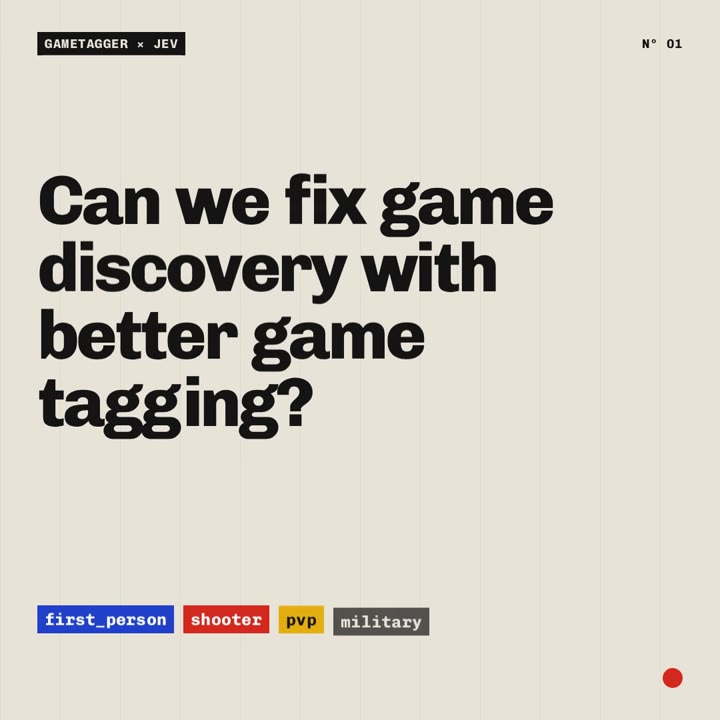 GAMETAGGER × JEV
N° 01
Can we fix game
discovery with
better game
tagging?
first_person shooter pvp military